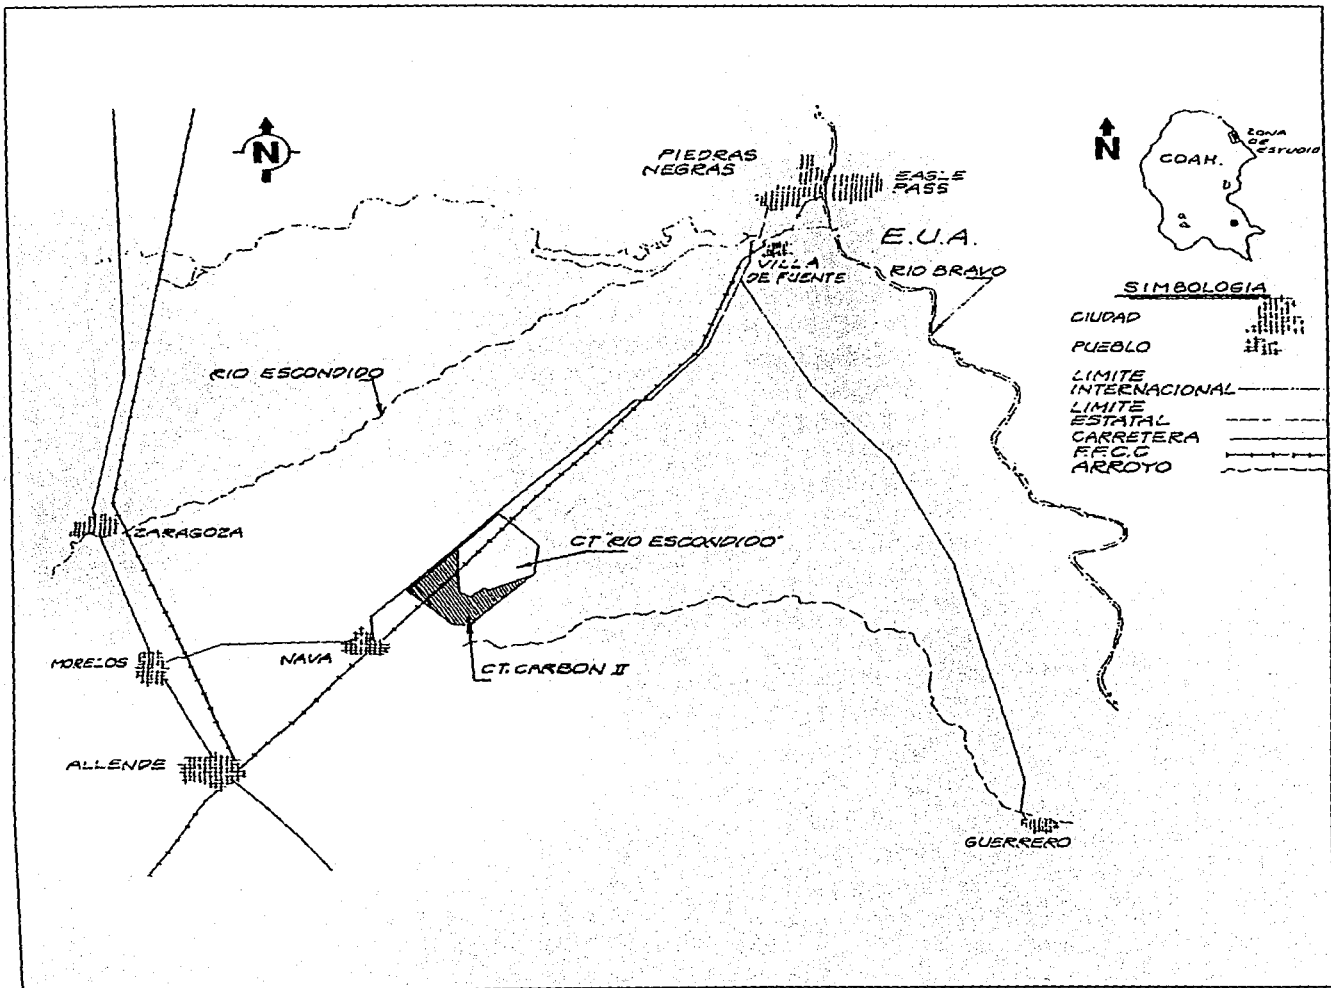 N
PIEDRAS
NEGRAS
EAGLE
PASS
E.U.A.
VILLA
DE FUENTE
RIO BRAVO
RIO ESCONDIDO
ZARAGOZA
CT "RIO ESCONDIDO"
MORELOS
NAVA
CT. CARBON II
ALLENDE
GUERRERO
N
COAH.
ZONA
DE
ESTUDIO
SIMBOLOGIA
CIUDAD
PUEBLO
LIMITE
INTERNACIONAL
LIMITE
ESTATAL
CARRETERA
F.F.C.C
ARROYO